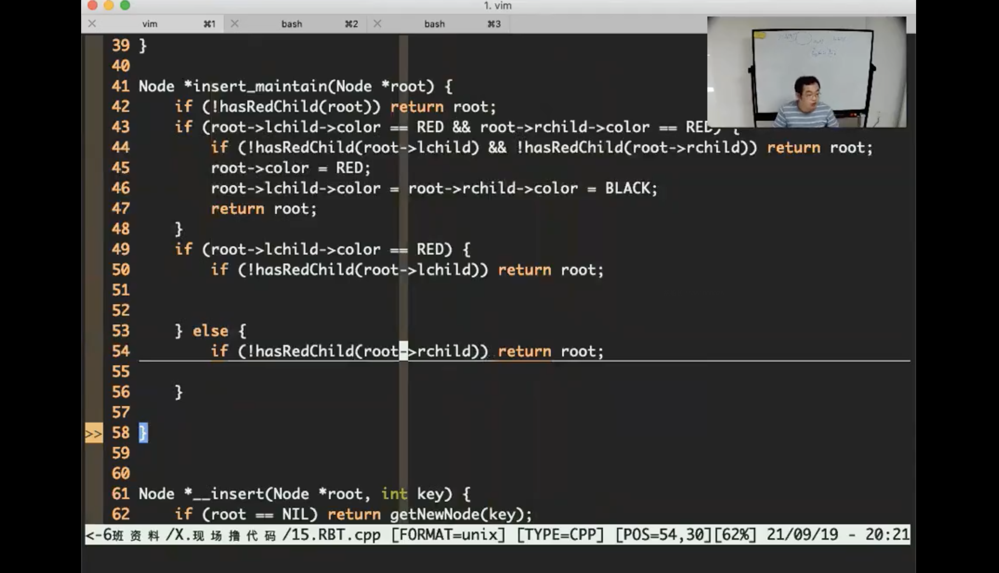 1. vim
vim ⌘1 bash ⌘2 bash ⌘3
39 }
40
41 Node *insert_maintain(Node *root) {
42     if (!hasRedChild(root)) return root;
43     if (root->lchild->color == RED && root->rchild->color == RED) {
44         if (!hasRedChild(root->lchild) && !hasRedChild(root->rchild)) return root;
45         root->color = RED;
46         root->lchild->color = root->rchild->color = BLACK;
47         return root;
48     }
49     if (root->lchild->color == RED) {
50         if (!hasRedChild(root->lchild)) return root;
51
52
53     } else {
54         if (!hasRedChild(root->rchild)) return root;
55
56     }
57
>> 58 }
59
60
61 Node *__insert(Node *root, int key) {
62     if (root == NIL) return getNewNode(key);
<-6班资料/X.现场撸代码/15.RBT.cpp [FORMAT=unix] [TYPE=CPP] [POS=54,30][62%] 21/09/19 - 20:21